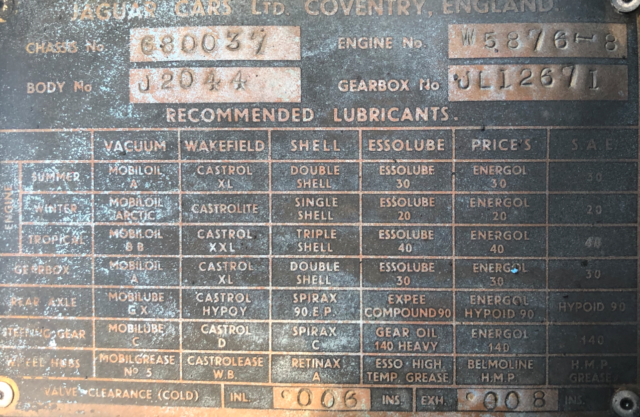 JAGUAR CARS LTD. COVENTRY, ENGLAND.
CHASSIS No 680037 ENGINE No. W5876-8
BODY No J2044 GEARBOX No JL12671
RECOMMENDED LUBRICANTS.
VACUUM WAKEFIELD SHELL ESSOLUBE PRICE'S S.A.E.
ENGINE
SUMMER MOBILOIL A CASTROL XL DOUBLE SHELL ESSOLUBE 30 ENERGOL 30 30
WINTER MOBILOIL ARCTIC CASTROLITE SINGLE SHELL ESSOLUBE 20 ENERGOL 20 20
TROPICAL MOBILOIL BB CASTROL XXL TRIPLE SHELL ESSOLUBE 40 ENERGOL 40 40
GEARBOX MOBILOIL A CASTROL XL DOUBLE SHELL ESSOLUBE 30 ENERGOL 30 30
REAR AXLE MOBILUBE GX CASTROL HYPOY SPIRAX 90.E.P. EXPEE COMPOUND 90 ENERGOL HYPOID 90 HYPOID 90
STEERING GEAR MOBILUBE C CASTROL D SPIRAX C GEAR OIL 140 HEAVY ENERGOL 140 140
WHEEL HUBS MOBILGREASE No 5 CASTROLEASE W.B. RETINAX A ESSO·HIGH TEMP, GREASE BELMOLINE H.M.P. H.M.P. GREASE
VALVE CLEARANCE (COLD) INL. °006 INS. EXH. °008 INS.